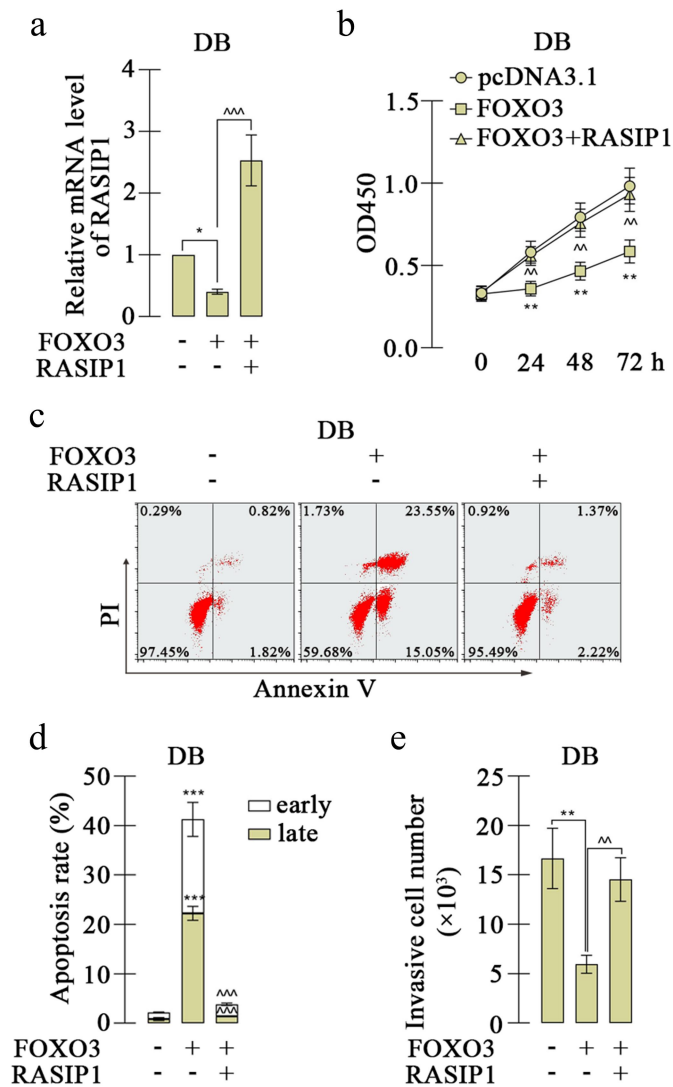 a
DB
Relative mRNA level
of RASIP1
4
3
2
1
0
*
^^^
FOXO3 - + +
RASIP1 - - +
b
DB
pcDNA3.1
FOXO3
FOXO3+RASIP1
OD450
1.5
1.0
0.5
0.0
^^ ^^ ^^
** ** **
0 24 48 72 h
c
DB
FOXO3 - + +
RASIP1 - - +
0.29% 0.82% 1.73% 23.55% 0.92% 1.37%
PI
97.45% 1.82% 59.68% 15.05% 95.49% 2.22%
Annexin V
d
DB
Apoptosis rate (%)
50
40
30
20
10
0
early
late
***
***
^^^
^^^
FOXO3 - + +
RASIP1 - - +
e
DB
Invasive cell number
(×10³)
25
20
15
10
5
0
**
^^
FOXO3 - + +
RASIP1 - - +